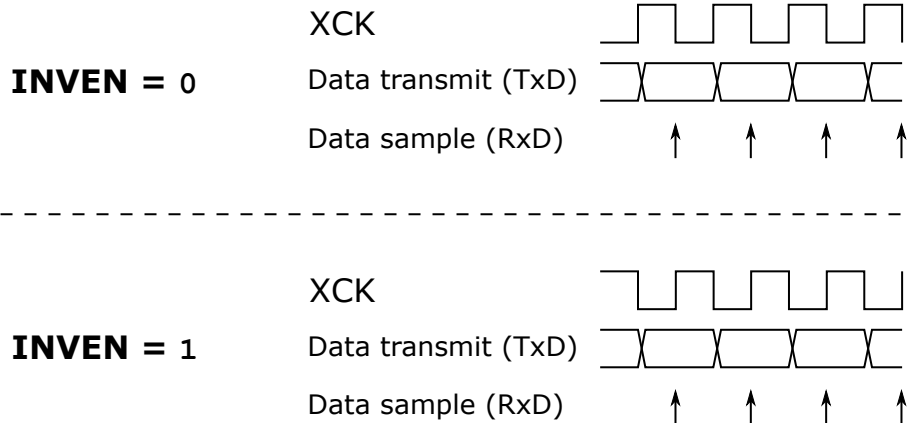 XCK
INVEN = 0
Data transmit (TxD)
Data sample (RxD)
XCK
INVEN = 1
Data transmit (TxD)
Data sample (RxD)